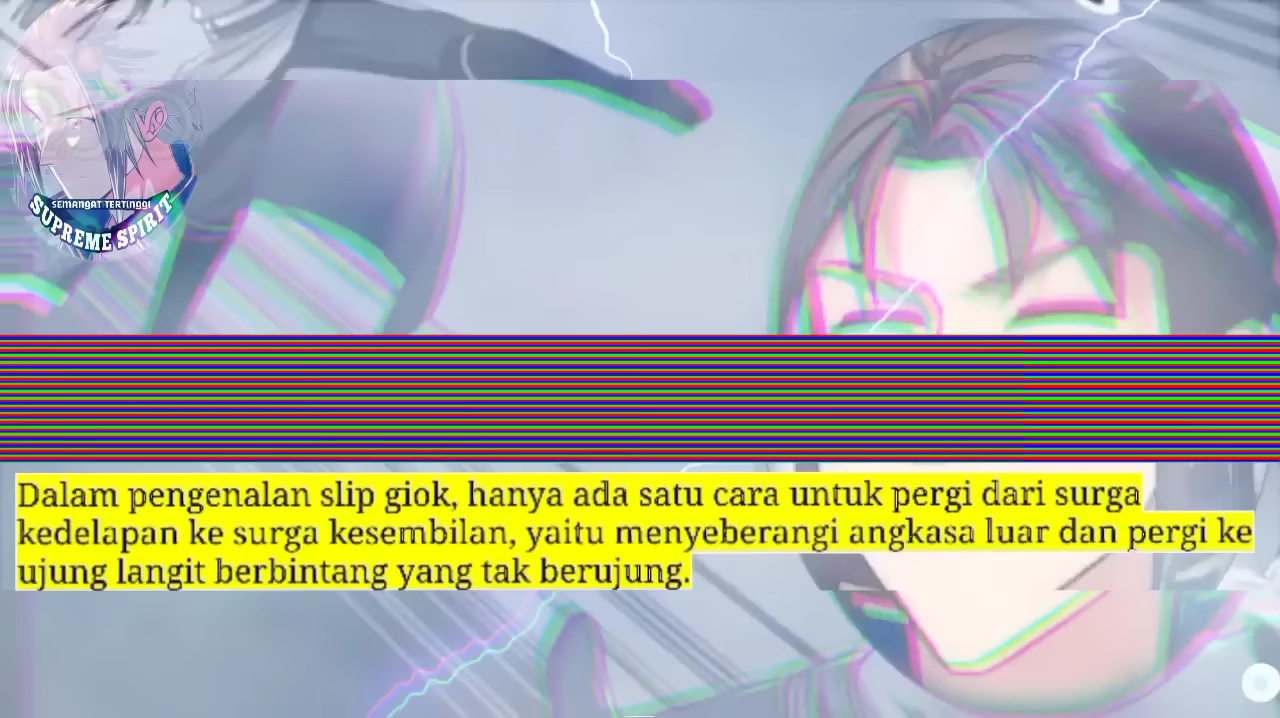 SEMANGAT TERTINGGI
SUPREME SPIRIT
Dalam pengenalan slip giok, hanya ada satu cara untuk pergi dari surga
kedelapan ke surga kesembilan, yaitu menyeberangi angkasa luar dan pergi ke
ujung langit berbintang yang tak berujung.